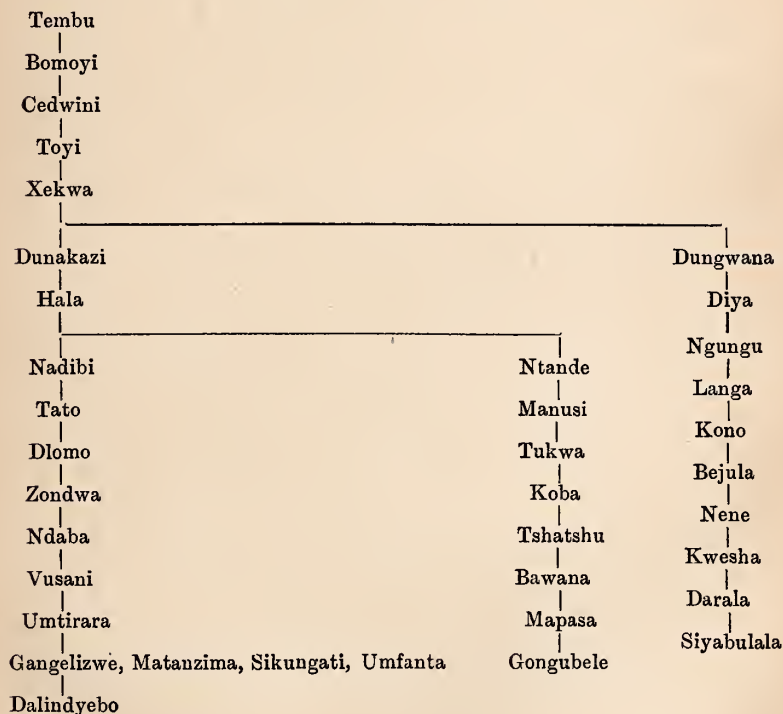 Tembu
Bomoyi
Cedwini
Toyi
Xekwa
Dunakazi Dungwana
Hala Diya
Ngungu
Nadibi Ntande
Langa
Tato Manusi
Kono
Dlomo Tukwa
Bejula
Zondwa Koba
Nene
Ndaba Tshatshu
Kwesha
Vusani Bawana
Darala
Umtirara Mapasa
Siyabulala
Gangelizwe, Matanzima, Sikungati, Umfanta Gongubele
Dalindyebo